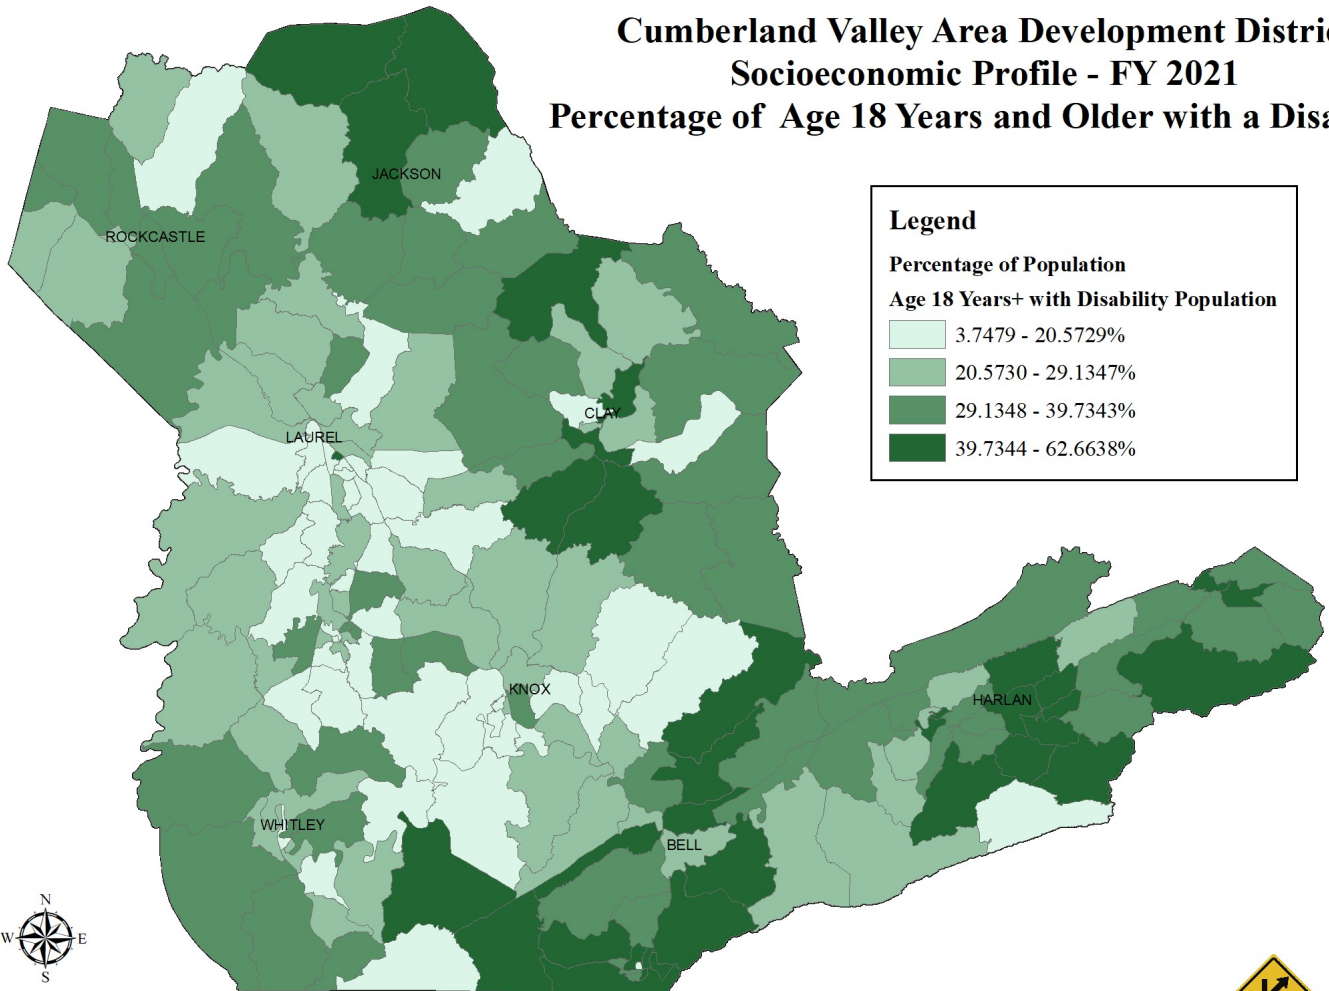 Cumberland Valley Area Development
Socioeconomic Profile - FY 2021
Percentage of Age 18 Years and Older with a
JACKSON
ROCKCASTLE
Legend
Percentage of Population
Age 18 Years+ with Disability Population
3.7479 - 20.5729%
20.5730 - 29.1347%
29.1348 - 39.7343%
39.7344 - 62.6638%
CLAY
LAUREL
KNOX
HARLAN
WHITLEY
BELL
N
W E
S